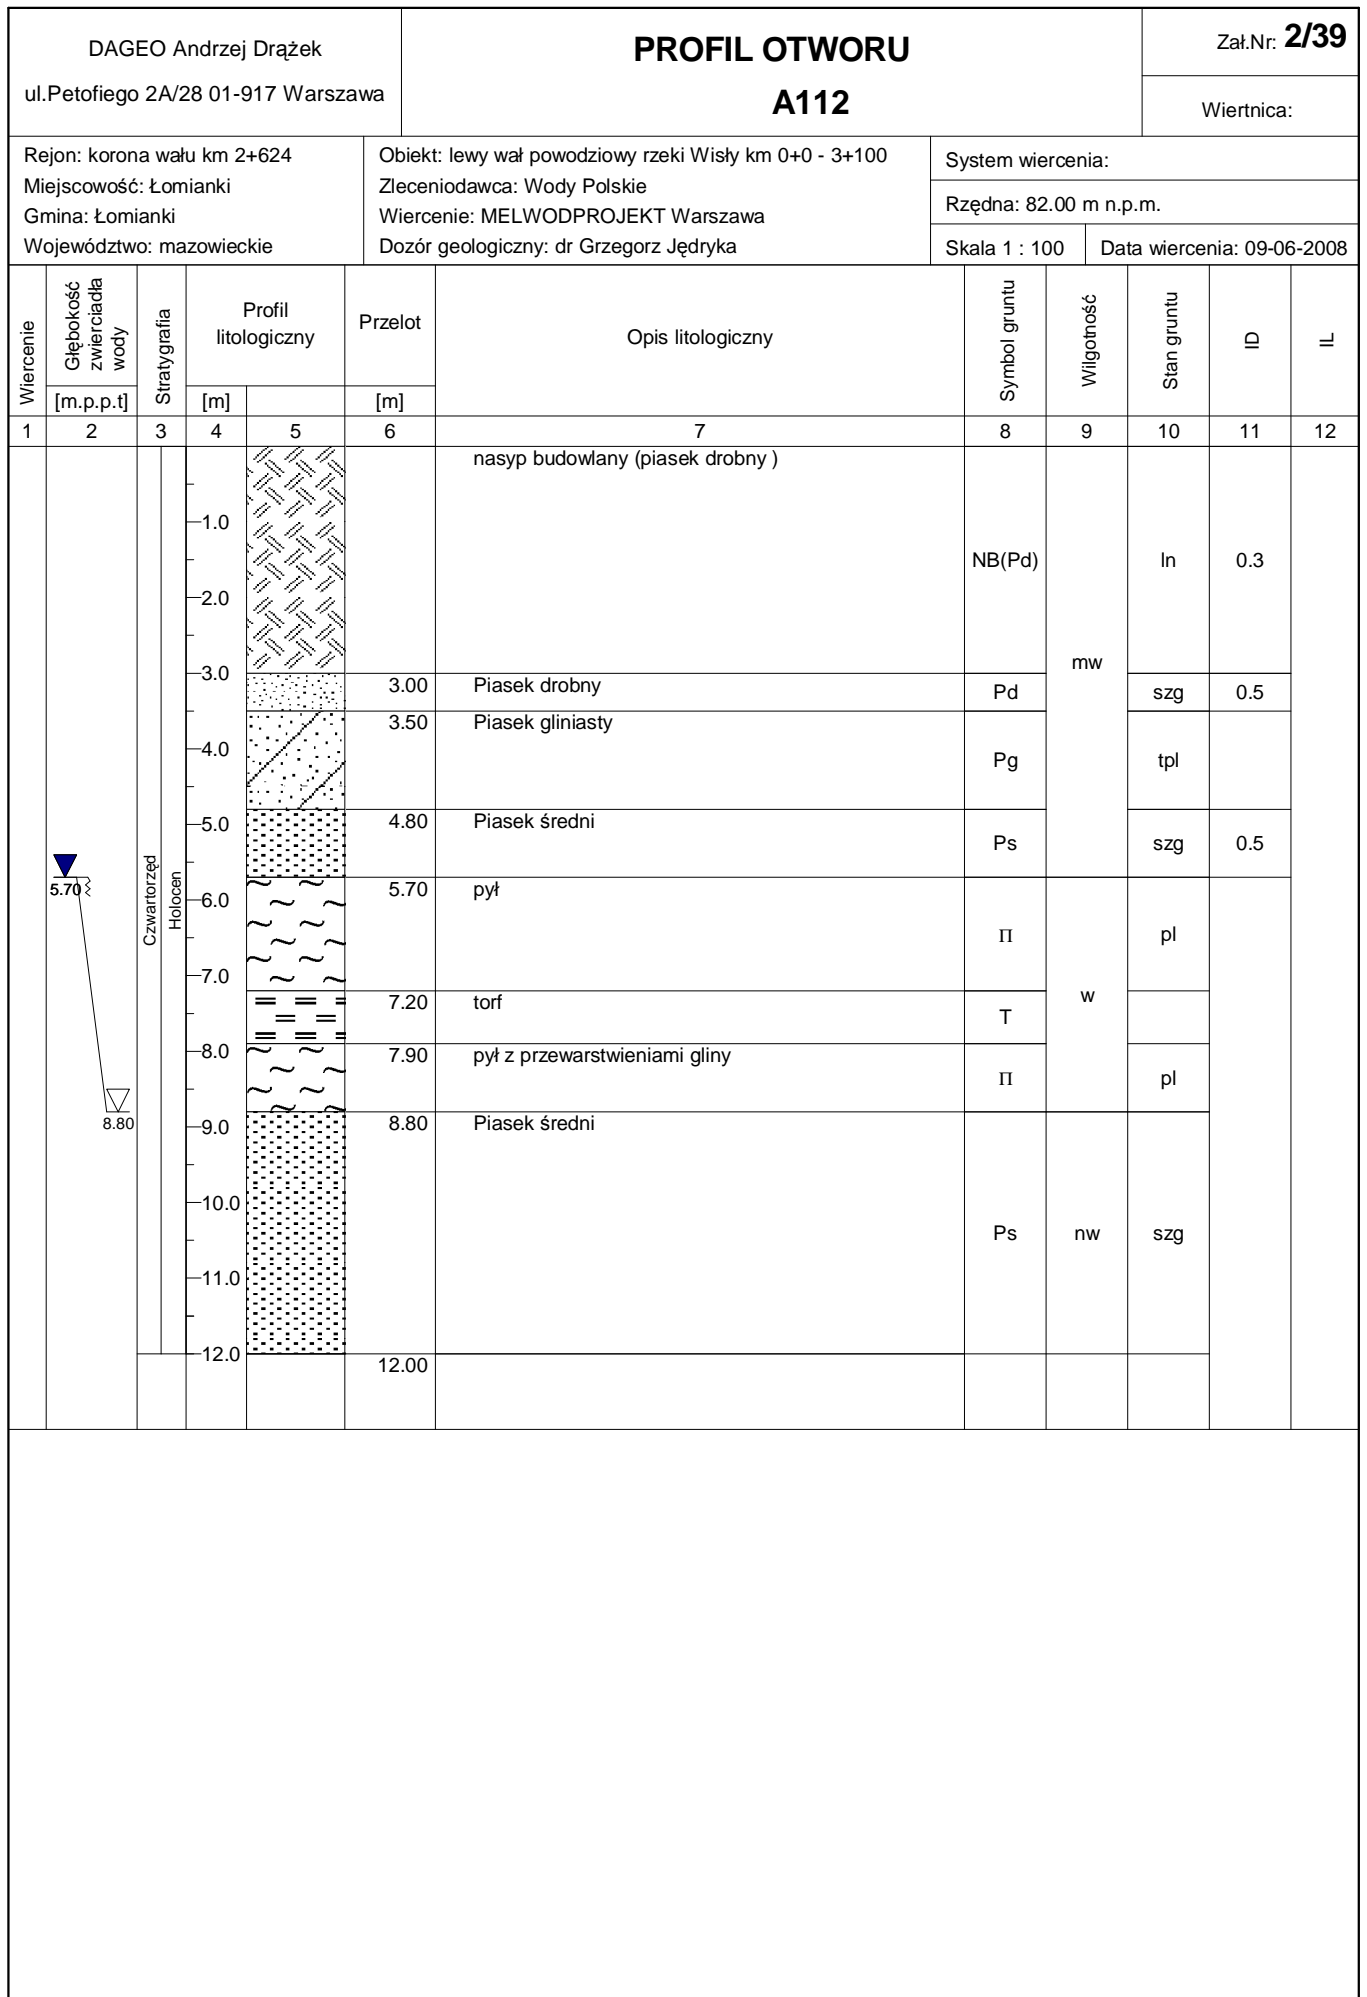 DAGEO Andrzej Drążek
ul.Petofiego 2A/28 01-917 Warszawa
PROFIL OTWORU
A112
Zał.Nr: 2/39
Wiertnica:
Rejon: korona wału km 2+624
Miejscowość: Łomianki
Gmina: Łomianki
Województwo: mazowieckie
Obiekt: lewy wał powodziowy rzeki Wisły km 0+0 - 3+100
Zleceniodawca: Wody Polskie
Wiercenie: MELWODPROJEKT Warszawa
Dozór geologiczny: dr Grzegorz Jędryka
System wiercenia:
Rzędna: 82.00 m n.p.m.
Skala 1 : 100 Data wiercenia: 09-06-2008
Wiercenie
Głębokość
zwierciadła
wody
[m.p.p.t]
Stratygrafia
Profil
litologiczny
[m]
Przelot
[m]
Opis litologiczny
Symbol gruntu
Wilgotność
Stan gruntu
ID
IL
1 2 3 4 5 6 7 8 9 10 11 12
nasyp budowlany (piasek drobny )
1.0
NB(Pd) ln 0.3
2.0
mw
3.0
3.00 Piasek drobny Pd szg 0.5
3.50 Piasek gliniasty
4.0
Pg tpl
4.80 Piasek średni
5.0
Ps szg 0.5
Czwartorzęd
Holocen
5.70
5.70 pył
6.0
Π pl
7.0
w
7.20 torf
T
7.90 pył z przewarstwieniami gliny
8.0
Π pl
8.80
8.80 Piasek średni
9.0
10.0
Ps nw szg
11.0
12.0
12.00